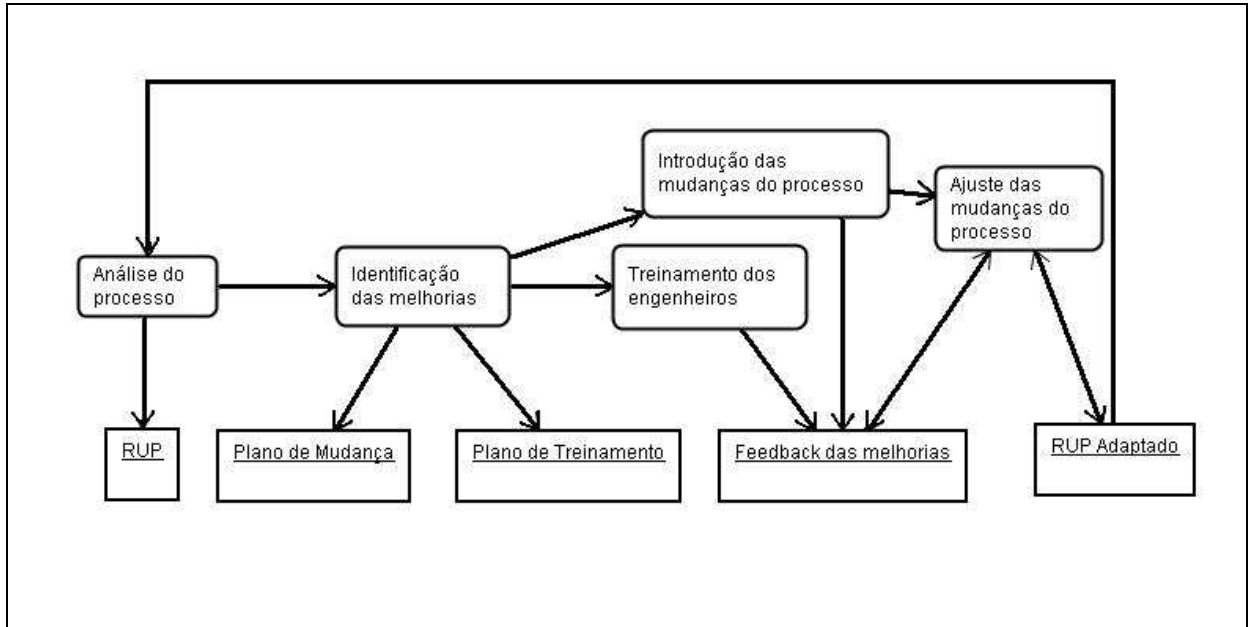 Introdução das
mudanças do processo
Ajuste das
mudanças do
processo
Análise do
processo
Identificação
das melhorias
Treinamento dos
engenheiros
RUP
Plano de Mudança
Plano de Treinamento
Feedback das melhorias
RUP Adaptado